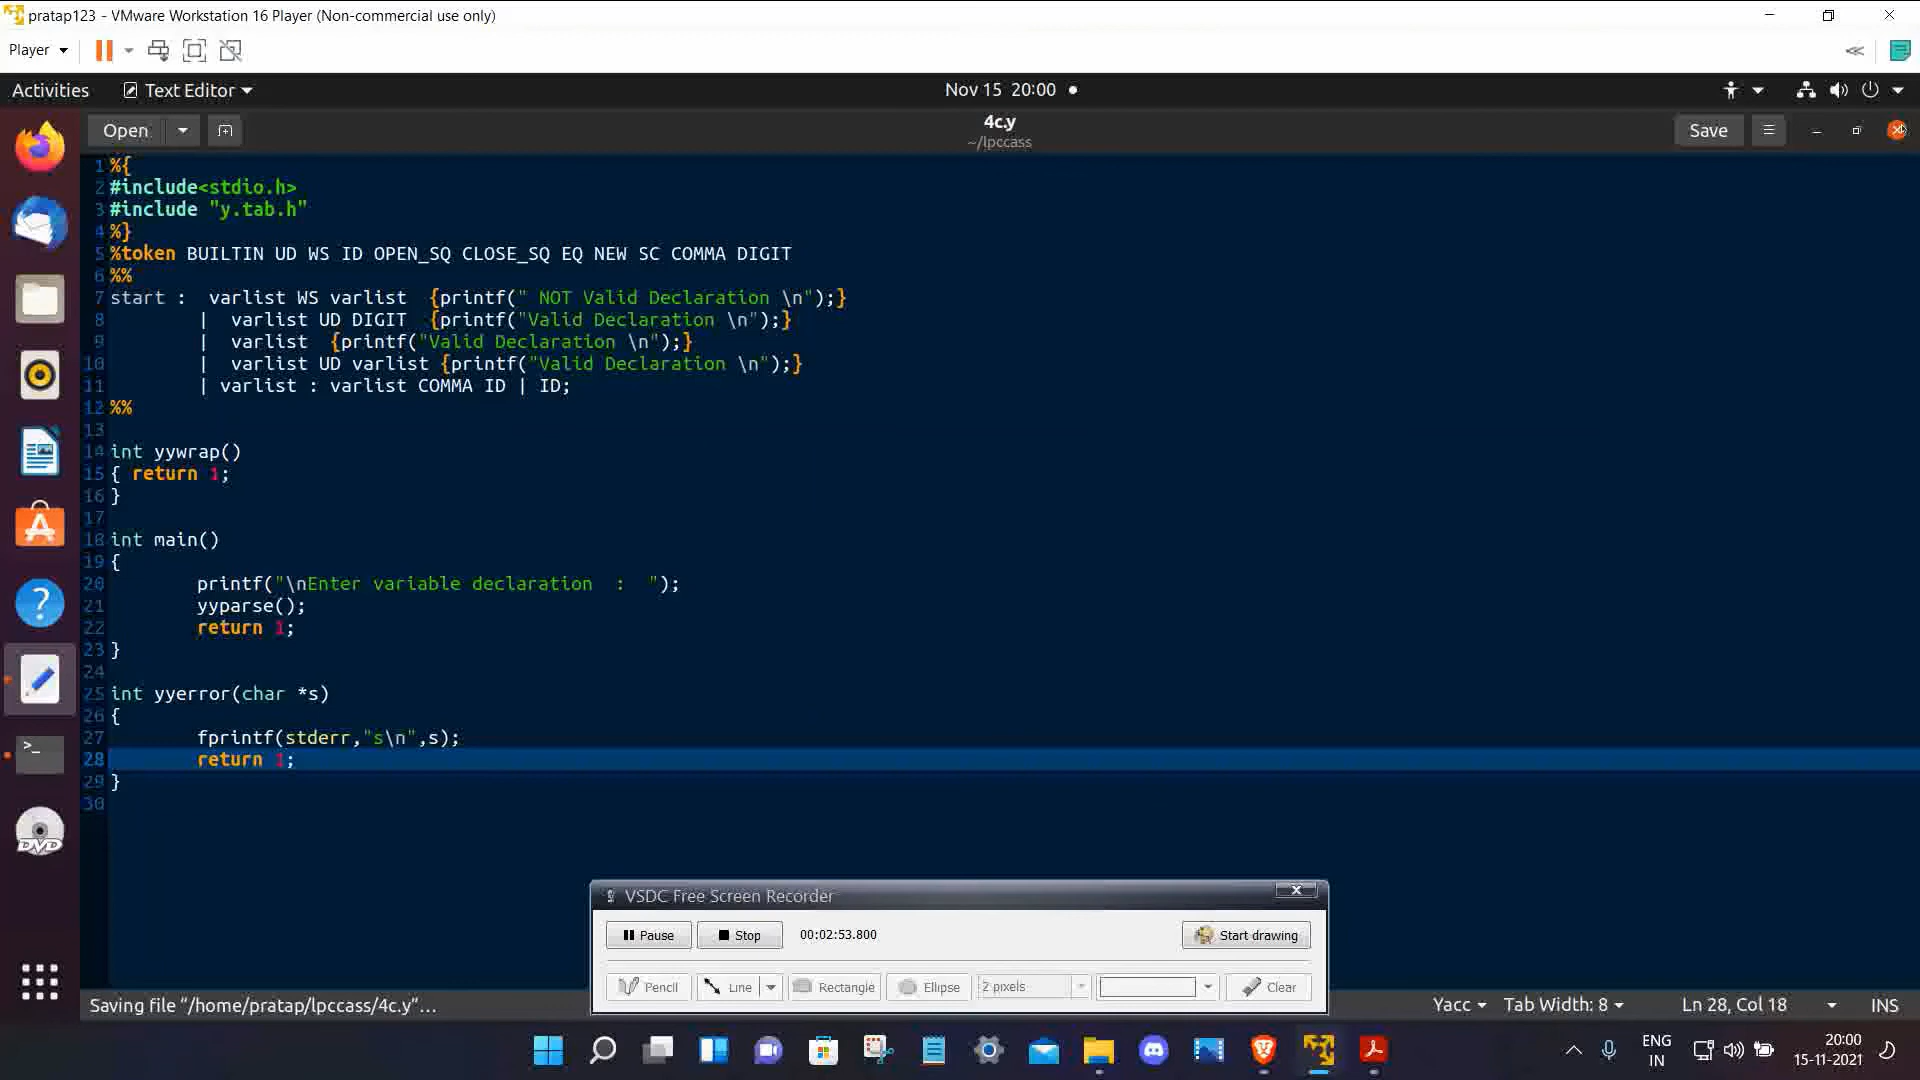 pratap123 - VMware Workstation 16 Player (Non-commercial use only)
Player
Activities Text Editor Nov 15 20:00
Open 4c.y Save
~/lpccass
1 %{
2 #include<stdio.h>
3 #include "y.tab.h"
4 %}
5 %token BUILTIN UD WS ID OPEN_SQ CLOSE_SQ EQ NEW SC COMMA DIGIT
6 %%
7 start : varlist WS varlist {printf(" NOT Valid Declaration \n");}
8 | varlist UD DIGIT {printf("Valid Declaration \n");}
9 | varlist {printf("Valid Declaration \n");}
10 | varlist UD varlist {printf("Valid Declaration \n");}
11 | varlist : varlist COMMA ID | ID;
12 %%
13
14 int yywrap()
15 { return 1;
16 }
17
18 int main()
19 {
20 printf("\nEnter variable declaration : ");
21 yyparse();
22 return 1;
23 }
24
25 int yyerror(char *s)
26 {
27 fprintf(stderr,"s\n",s);
28 return 1;
29 }
30
VSDC Free Screen Recorder
Pause Stop 00:02:53.800 Start drawing
Pencil Line Rectangle Ellipse 2 pixels Clear
Saving file “/home/pratap/lpccass/4c.y”… Yacc Tab Width: 8 Ln 28, Col 18 INS
DVD
ENG
IN
20:00
15-11-2021